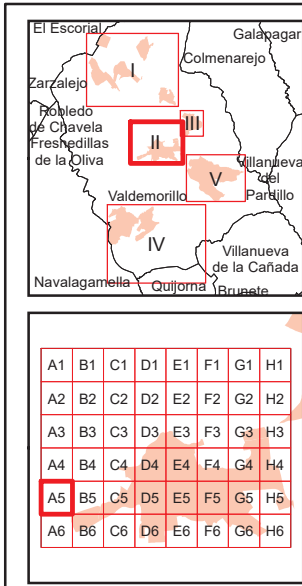 El Escorial
Galapagar
I
Colmenarejo
Zarzalejo
III
Robledo
de Chavela
Fresnedillas
de la Oliva
II
V
Villanueva
del
Pardillo
Valdemorillo
IV
Villanueva
de la Cañada
Navalagamella
Quijorna
Brunete
A1 B1 C1 D1 E1 F1 G1 H1
A2 B2 C2 D2 E2 F2 G2 H2
A3 B3 C3 D3 E3 F3 G3 H3
A4 B4 C4 D4 E4 F4 G4 H4
A5 B5 C5 D5 E5 F5 G5 H5
A6 B6 C6 D6 E6 F6 G6 H6